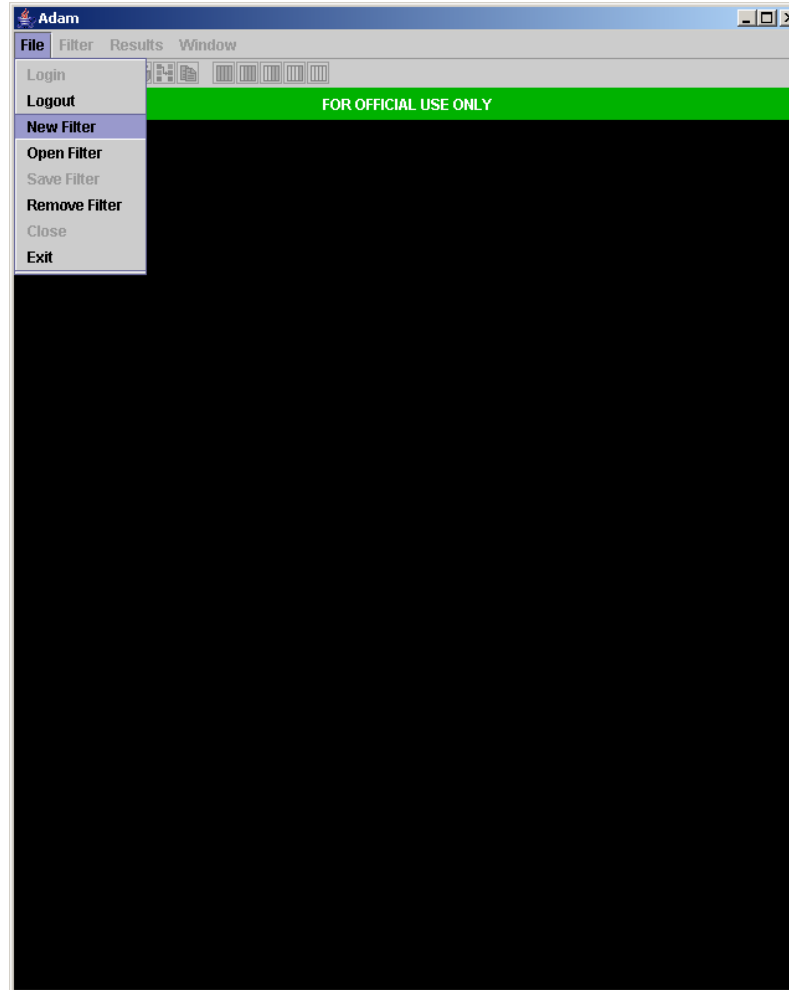 Adam
File Filter Results Window
Login
Logout
FOR OFFICIAL USE ONLY
New Filter
Open Filter
Save Filter
Remove Filter
Close
Exit